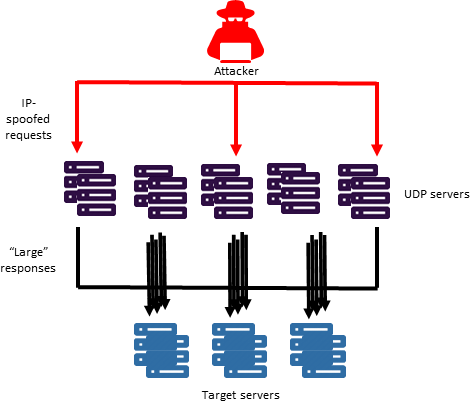 Attacker
IP-
spoofed
requests
UDP servers
“Large”
responses
Target servers